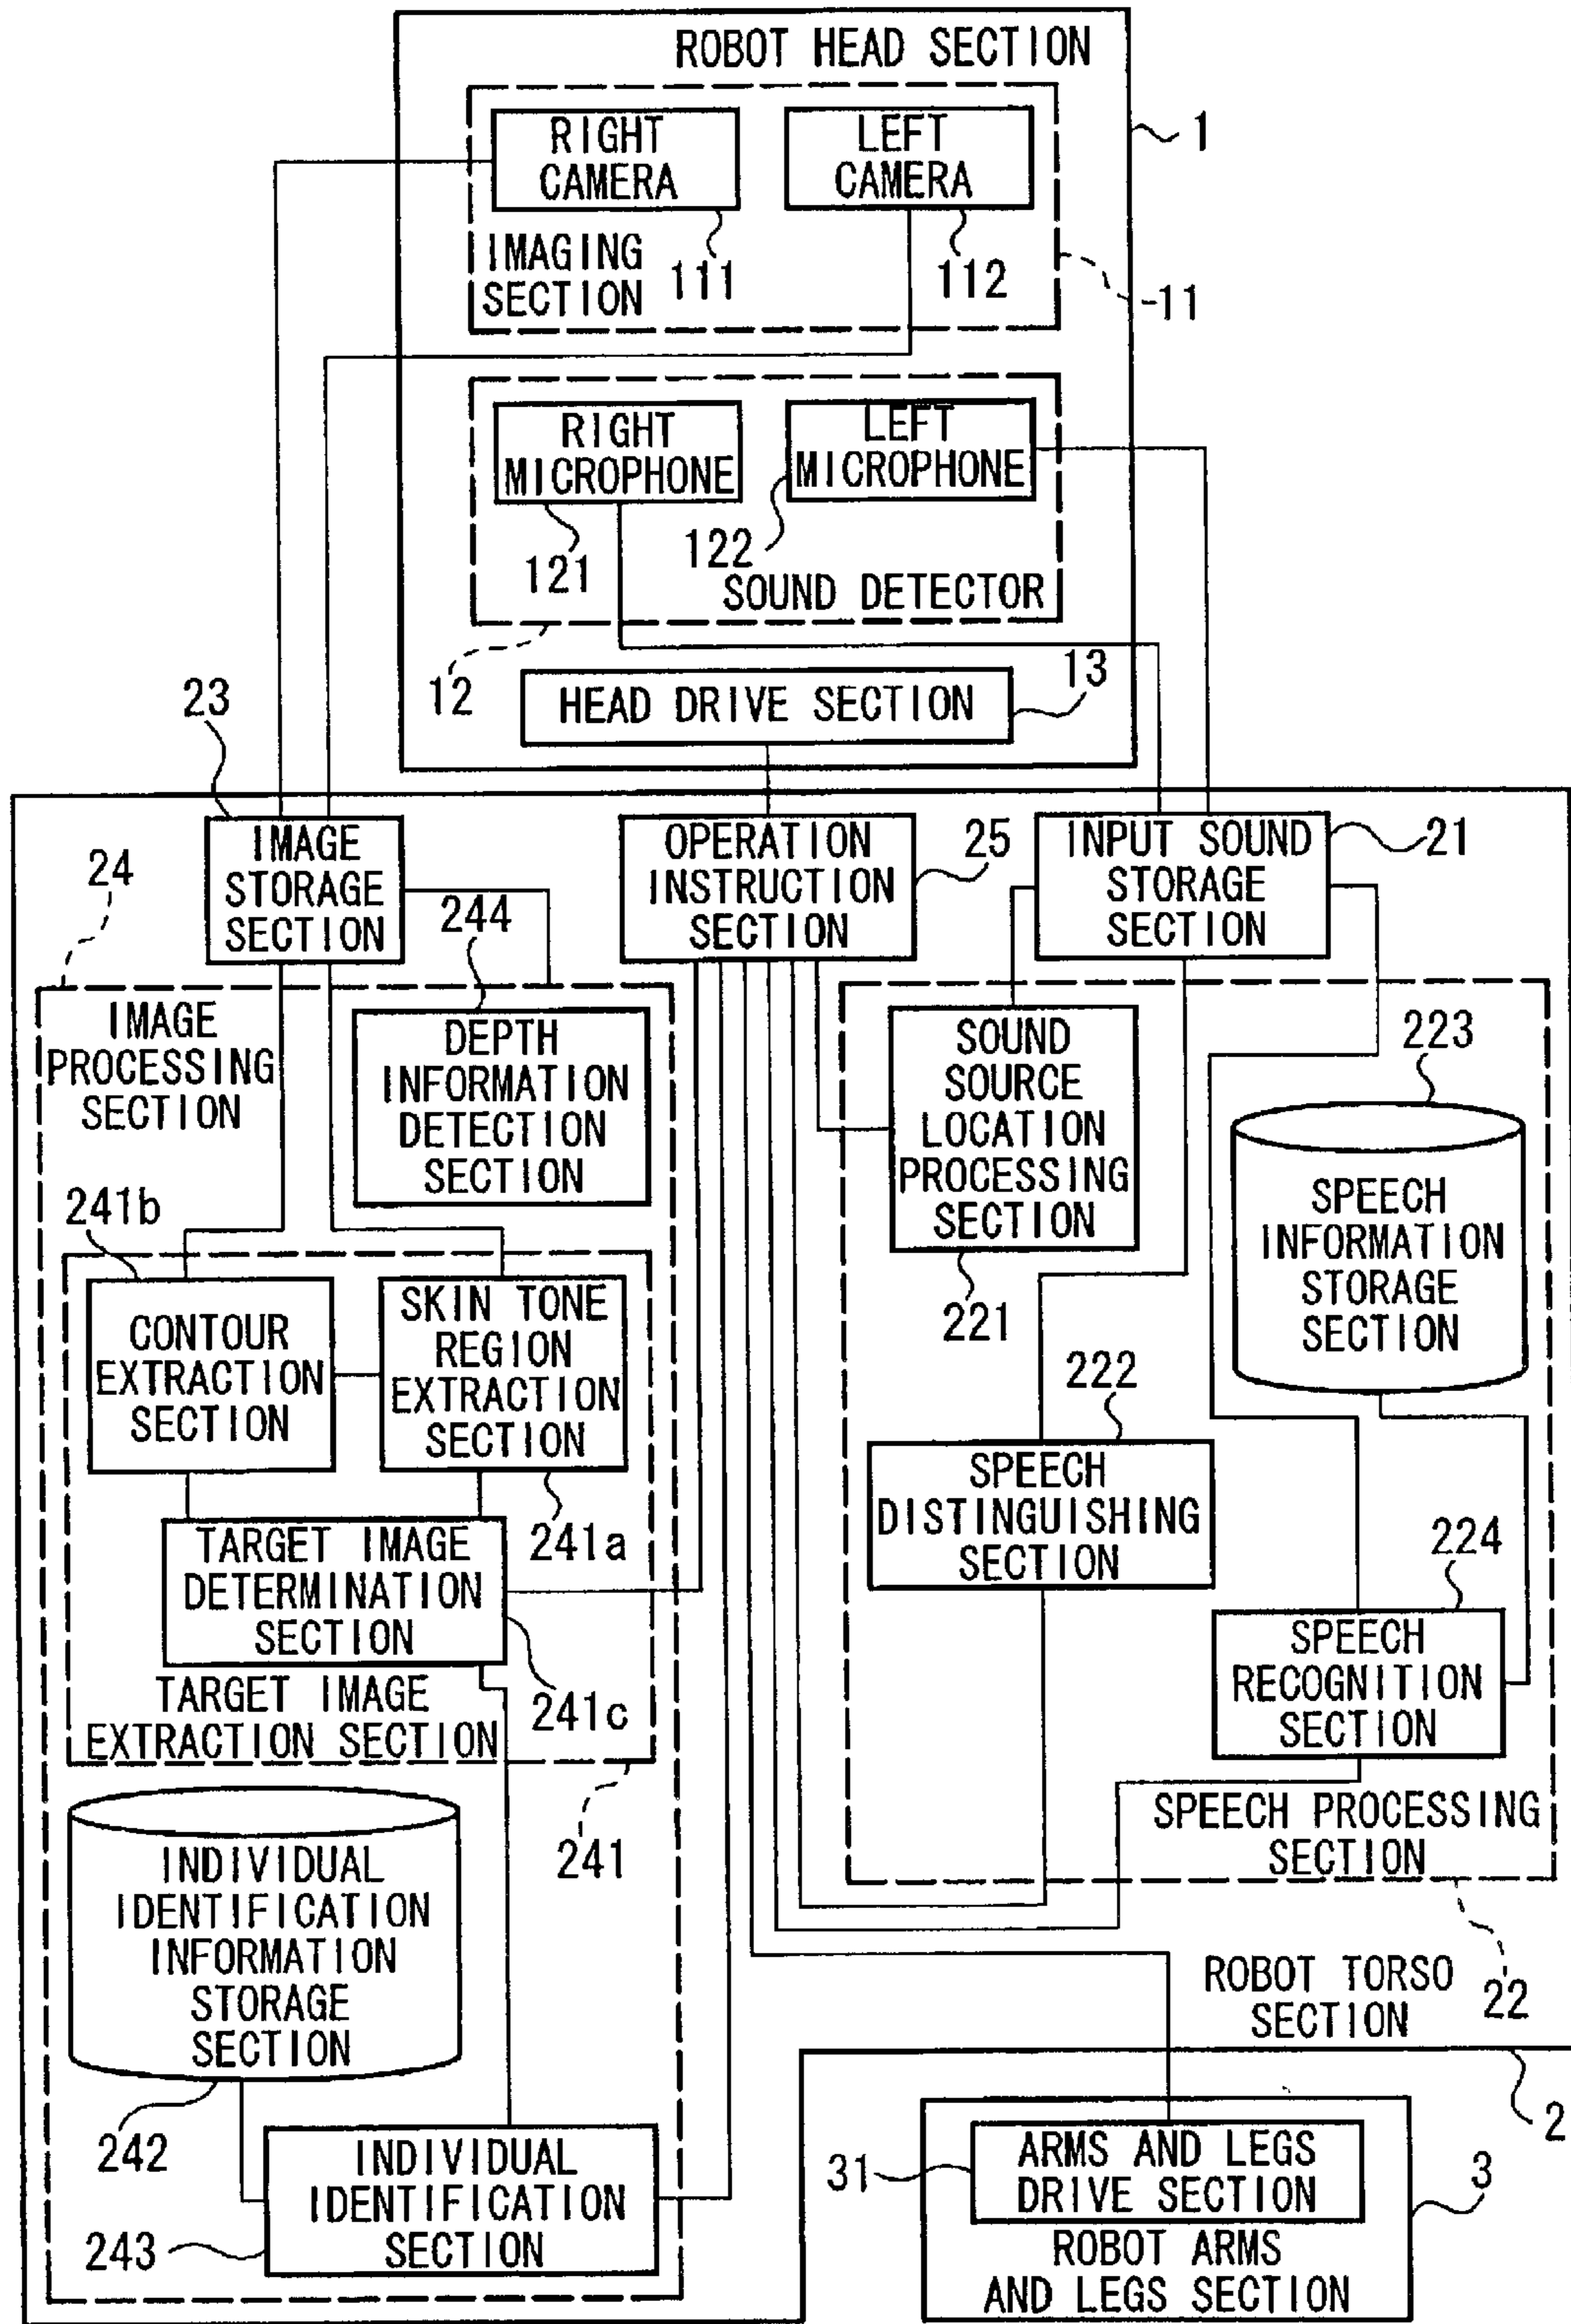 ROBOT HEAD SECTION
RIGHT
CAMERA
LEFT
CAMERA
1
IMAGING
SECTION
111
112
11
RIGHT
MICROPHONE
LEFT
MICROPHONE
121
122
SOUND DETECTOR
12
13
HEAD DRIVE SECTION
23
IMAGE
STORAGE
SECTION
OPERATION
INSTRUCTION
SECTION
25
INPUT SOUND
STORAGE
SECTION
21
24
244
IMAGE
PROCESSING
SECTION
DEPTH
INFORMATION
DETECTION
SECTION
SOUND
SOURCE
LOCATION
PROCESSING
SECTION
221
223
SPEECH
INFORMATION
STORAGE
SECTION
241b
CONTOUR
EXTRACTION
SECTION
SKIN TONE
REGION
EXTRACTION
SECTION
241a
222
SPEECH
DISTINGUISHING
SECTION
224
SPEECH
RECOGNITION
SECTION
TARGET IMAGE
DETERMINATION
SECTION
241c
TARGET IMAGE
EXTRACTION SECTION
241
SPEECH PROCESSING
SECTION
22
INDIVIDUAL
IDENTIFICATION
INFORMATION
STORAGE
SECTION
242
ROBOT TORSO
SECTION
2
INDIVIDUAL
IDENTIFICATION
SECTION
243
31
ARMS AND LEGS
DRIVE SECTION
3
ROBOT ARMS
AND LEGS SECTION